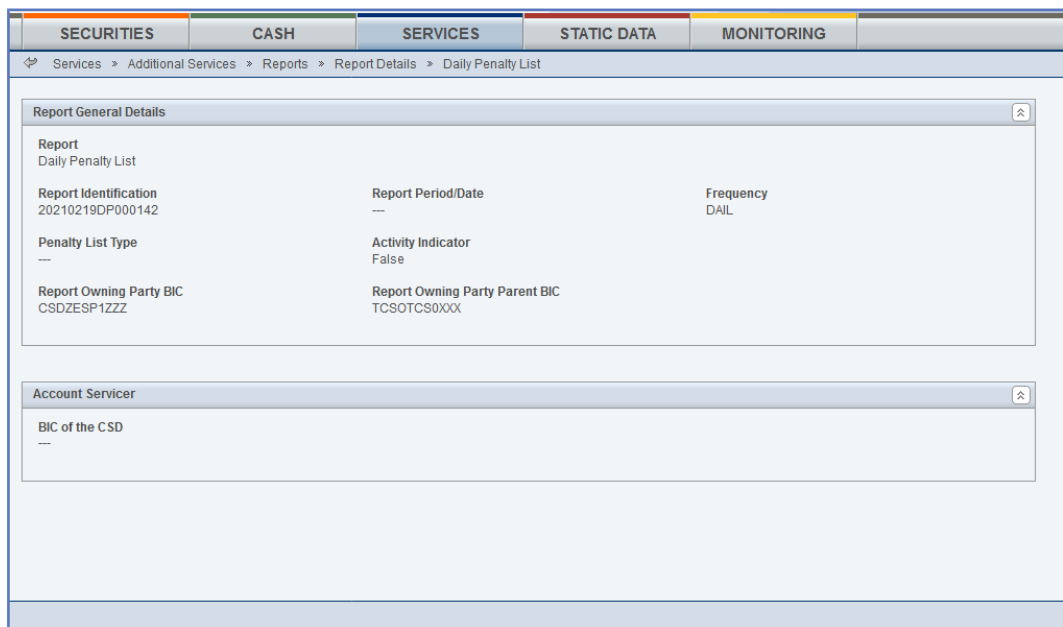 SECURITIES CASH SERVICES STATIC DATA MONITORING
Services » Additional Services » Reports » Report Details » Daily Penalty List
Report General Details
Report
Daily Penalty List
Report Identification Report Period/Date Frequency
20210219DP000142 --- DAIL
Penalty List Type Activity Indicator
--- False
Report Owning Party BIC Report Owning Party Parent BIC
CSDZESP1ZZZ TCSOTCS0XXX
Account Servicer
BIC of the CSD
---